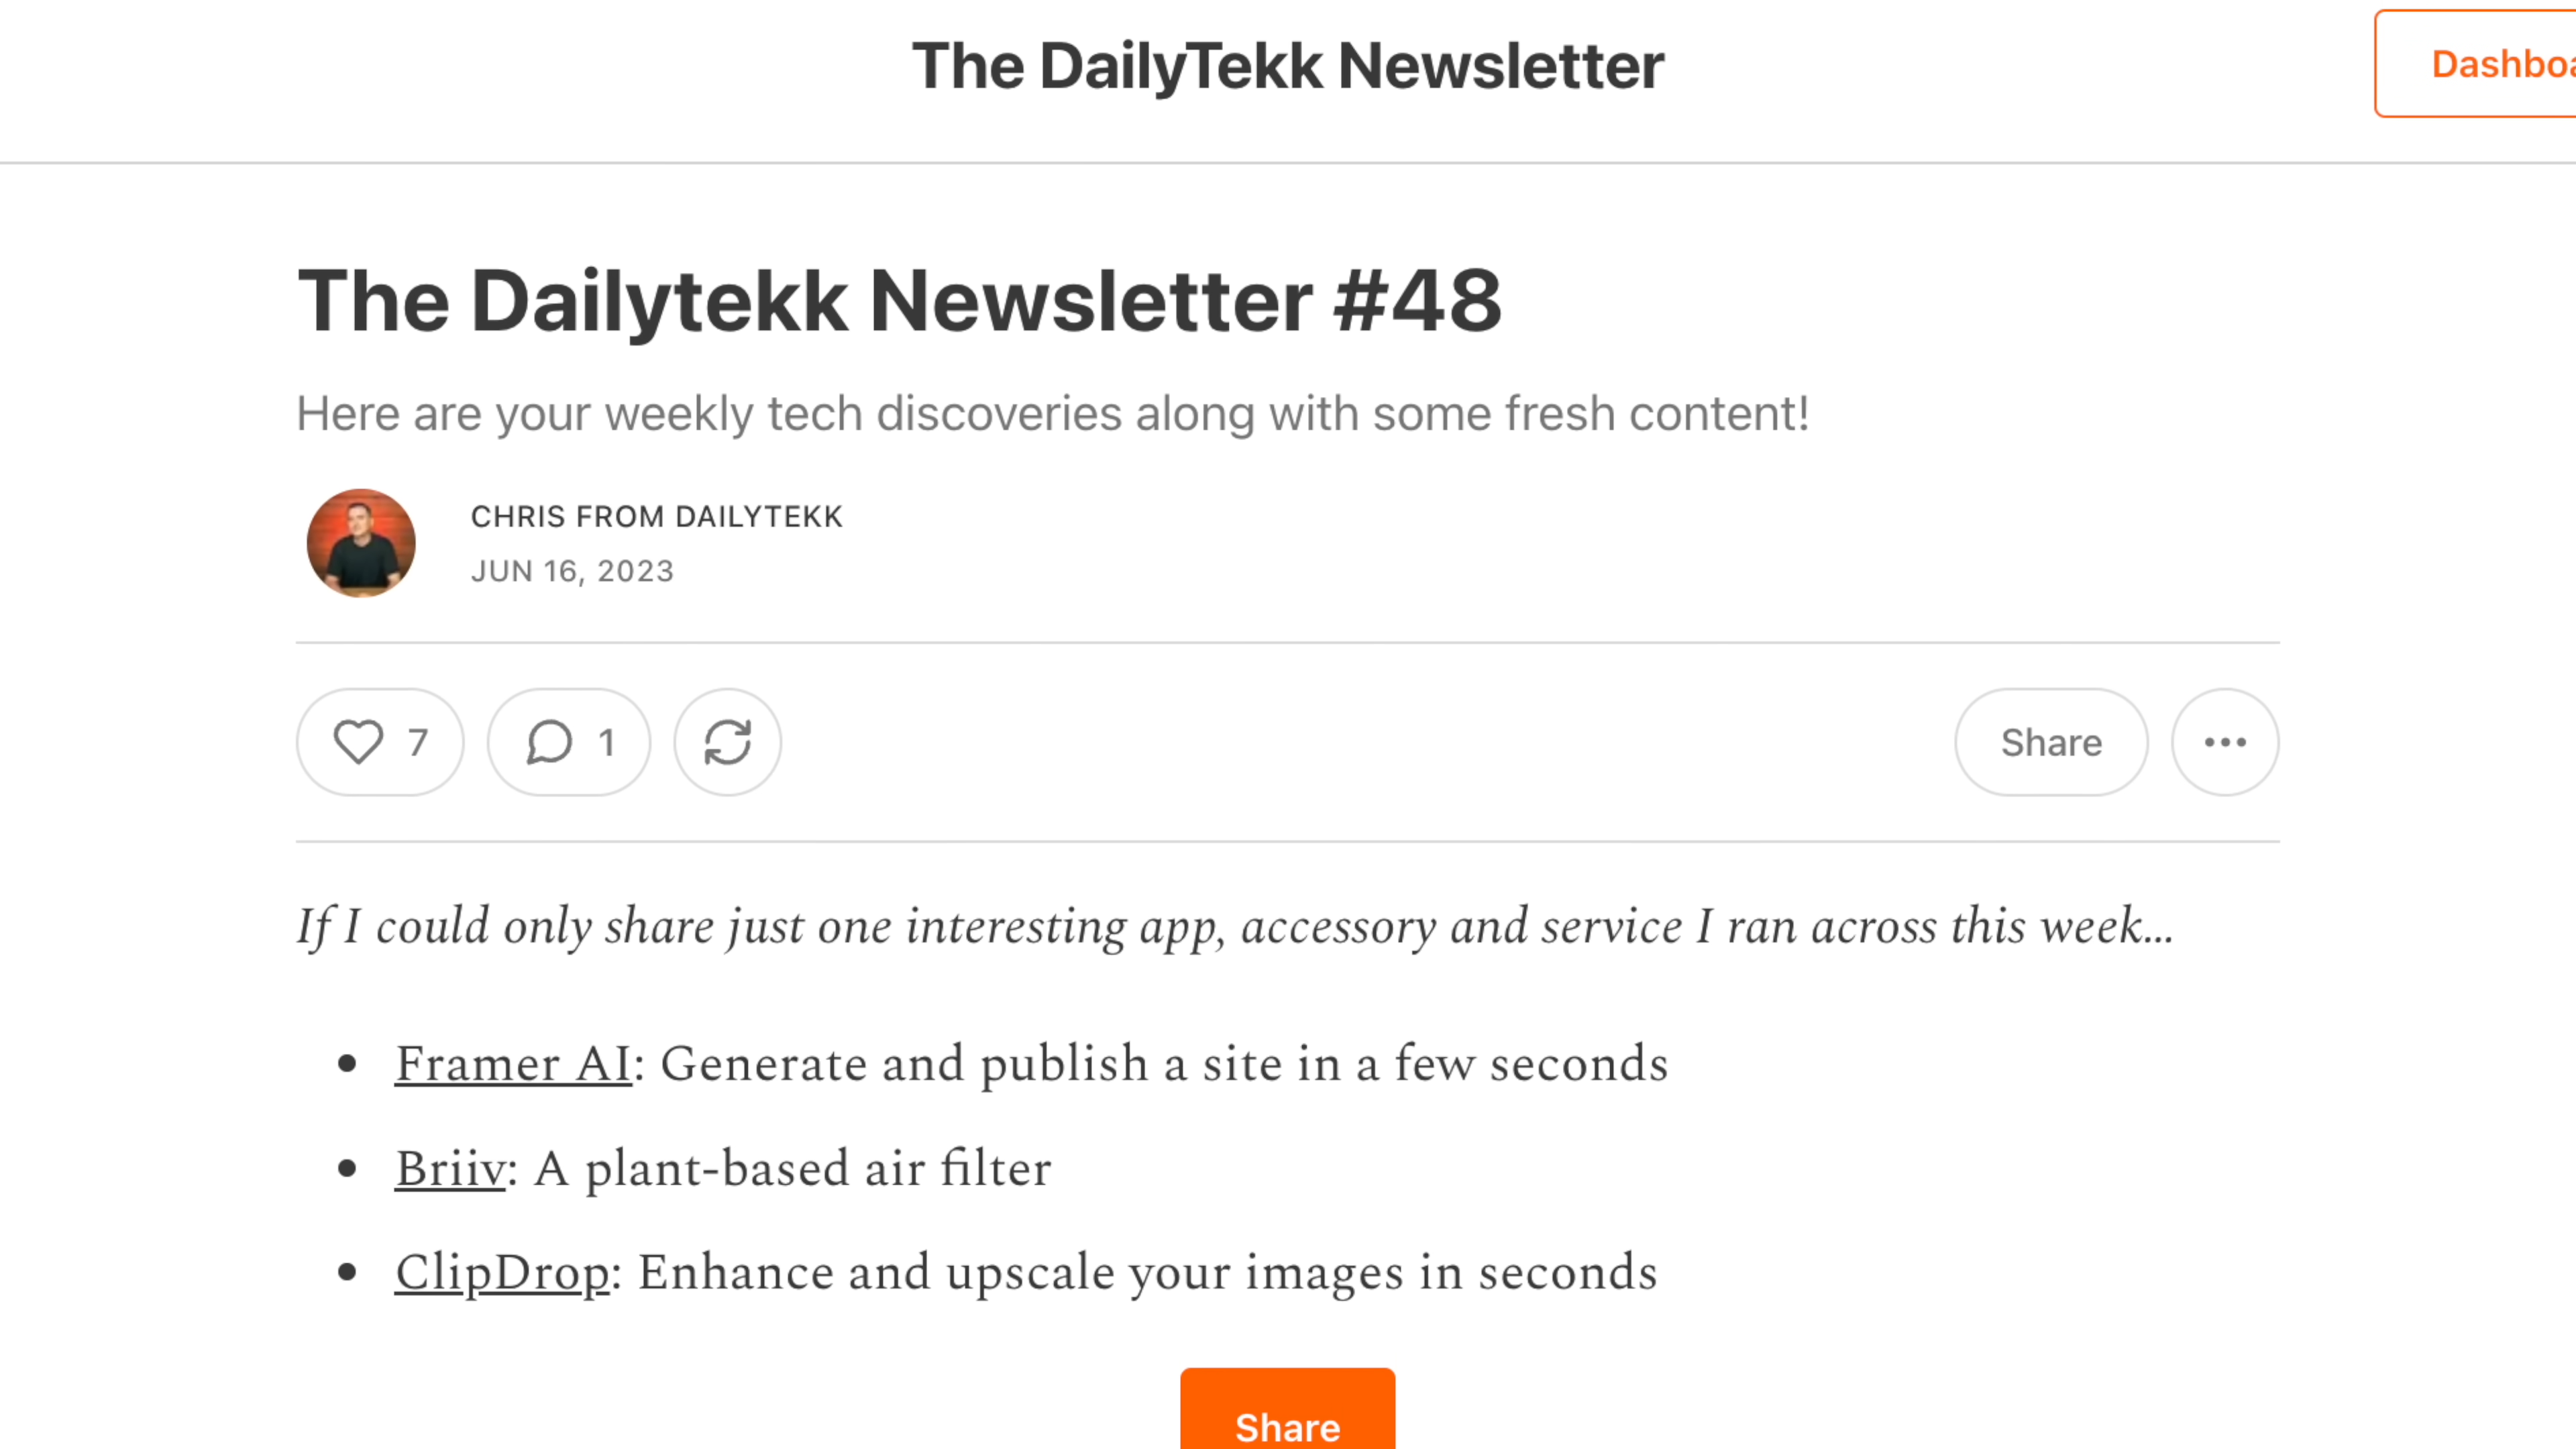 The DailyTekk Newsletter
Dashboa
The Dailytekk Newsletter #48
Here are your weekly tech discoveries along with some fresh content!
CHRIS FROM DAILYTEKK
JUN 16, 2023
7
1
Share
If I could only share just one interesting app, accessory and service I ran across this week...
• Framer AI: Generate and publish a site in a few seconds
• Briiv: A plant-based air filter
• ClipDrop: Enhance and upscale your images in seconds
Share